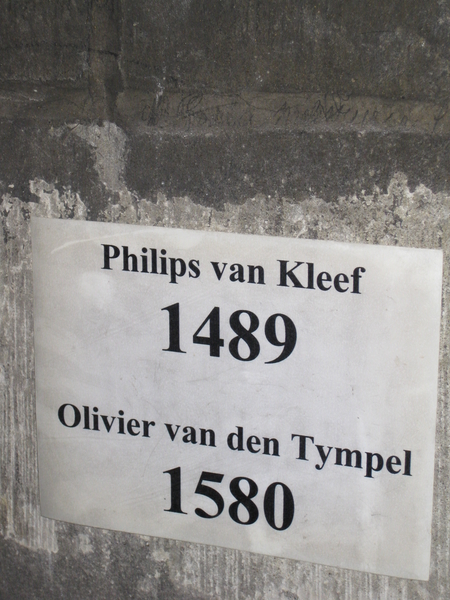 Philips van Kleef
1489
Olivier van den Tympel
1580